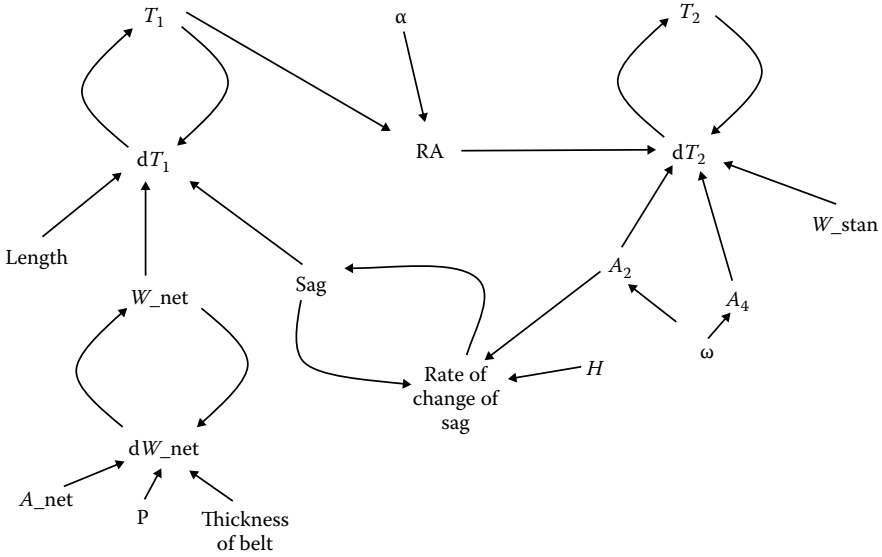 T1
α
T2
RA
dT1
dT2
W_stan
Length
Sag
A2
W_net
A4
ω
Rate of
change of
sag
H
dW_net
A_net
P
Thickness
of belt